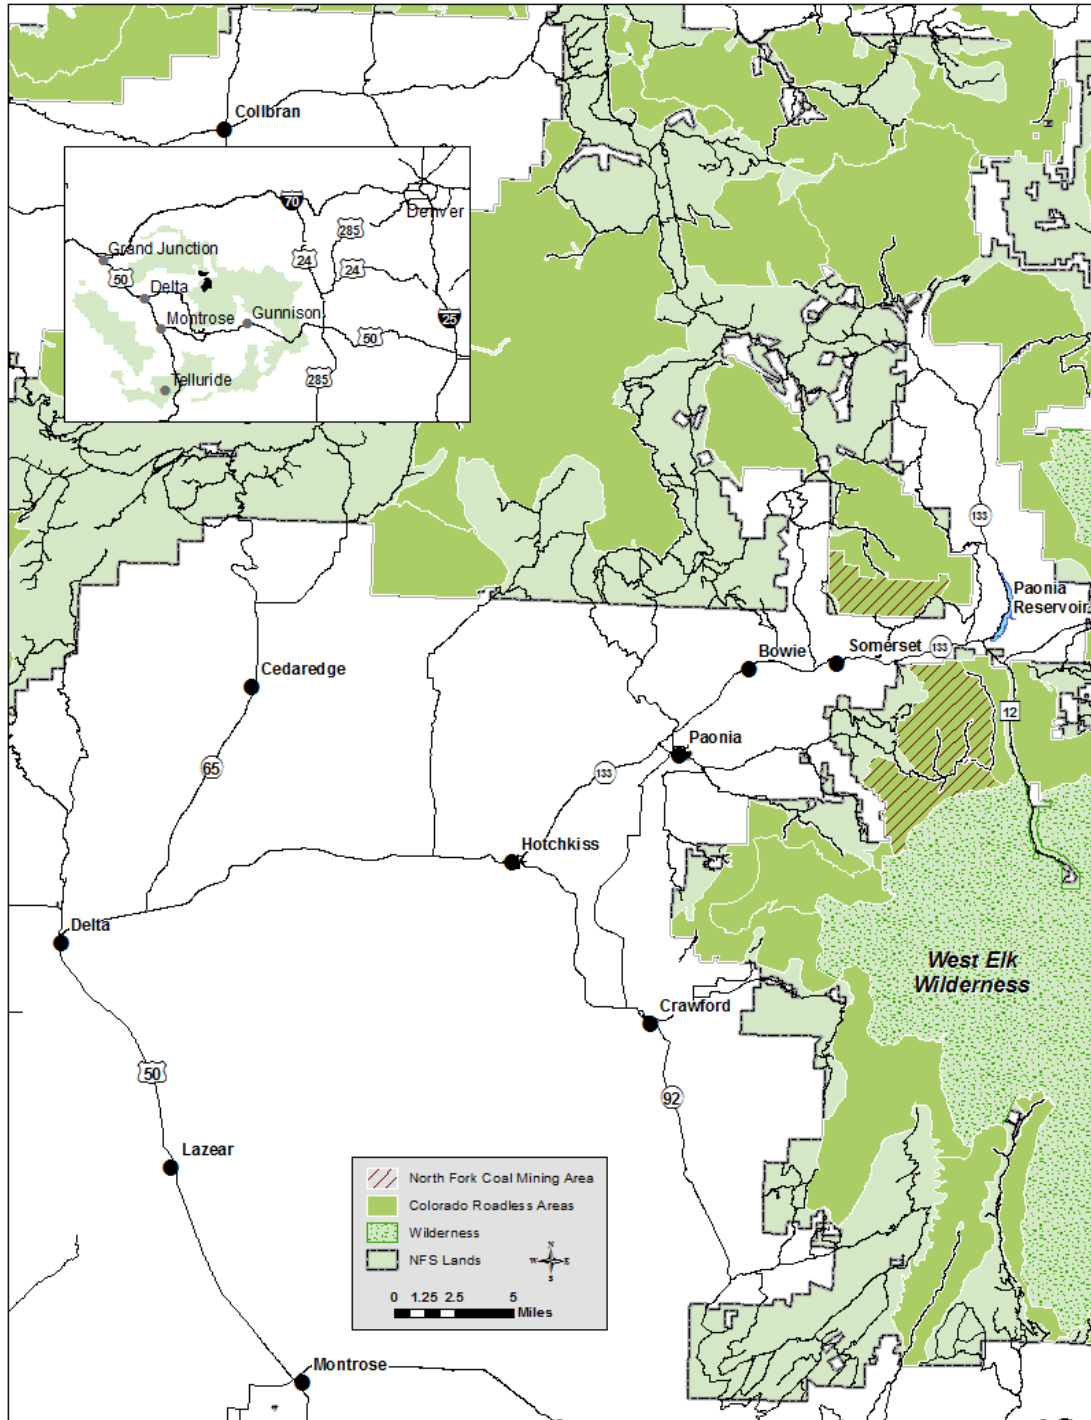 Collbran
70
Denver
285
Grand Junction
24
24
50
Delta
Montrose
Gunnison
25
50
285
Telluride
133
Paonia
Reservoir
Bowie
Somerset
133
Cedaredge
12
Paonia
65
133
Hotchkiss
Delta
West Elk
Wilderness
Crawford
50
92
Lazear
North Fork Coal Mining Area
Colorado Roadless Areas
Wilderness
NFS Lands
N
W E
S
0 1.25 2.5 5
Miles
Montrose